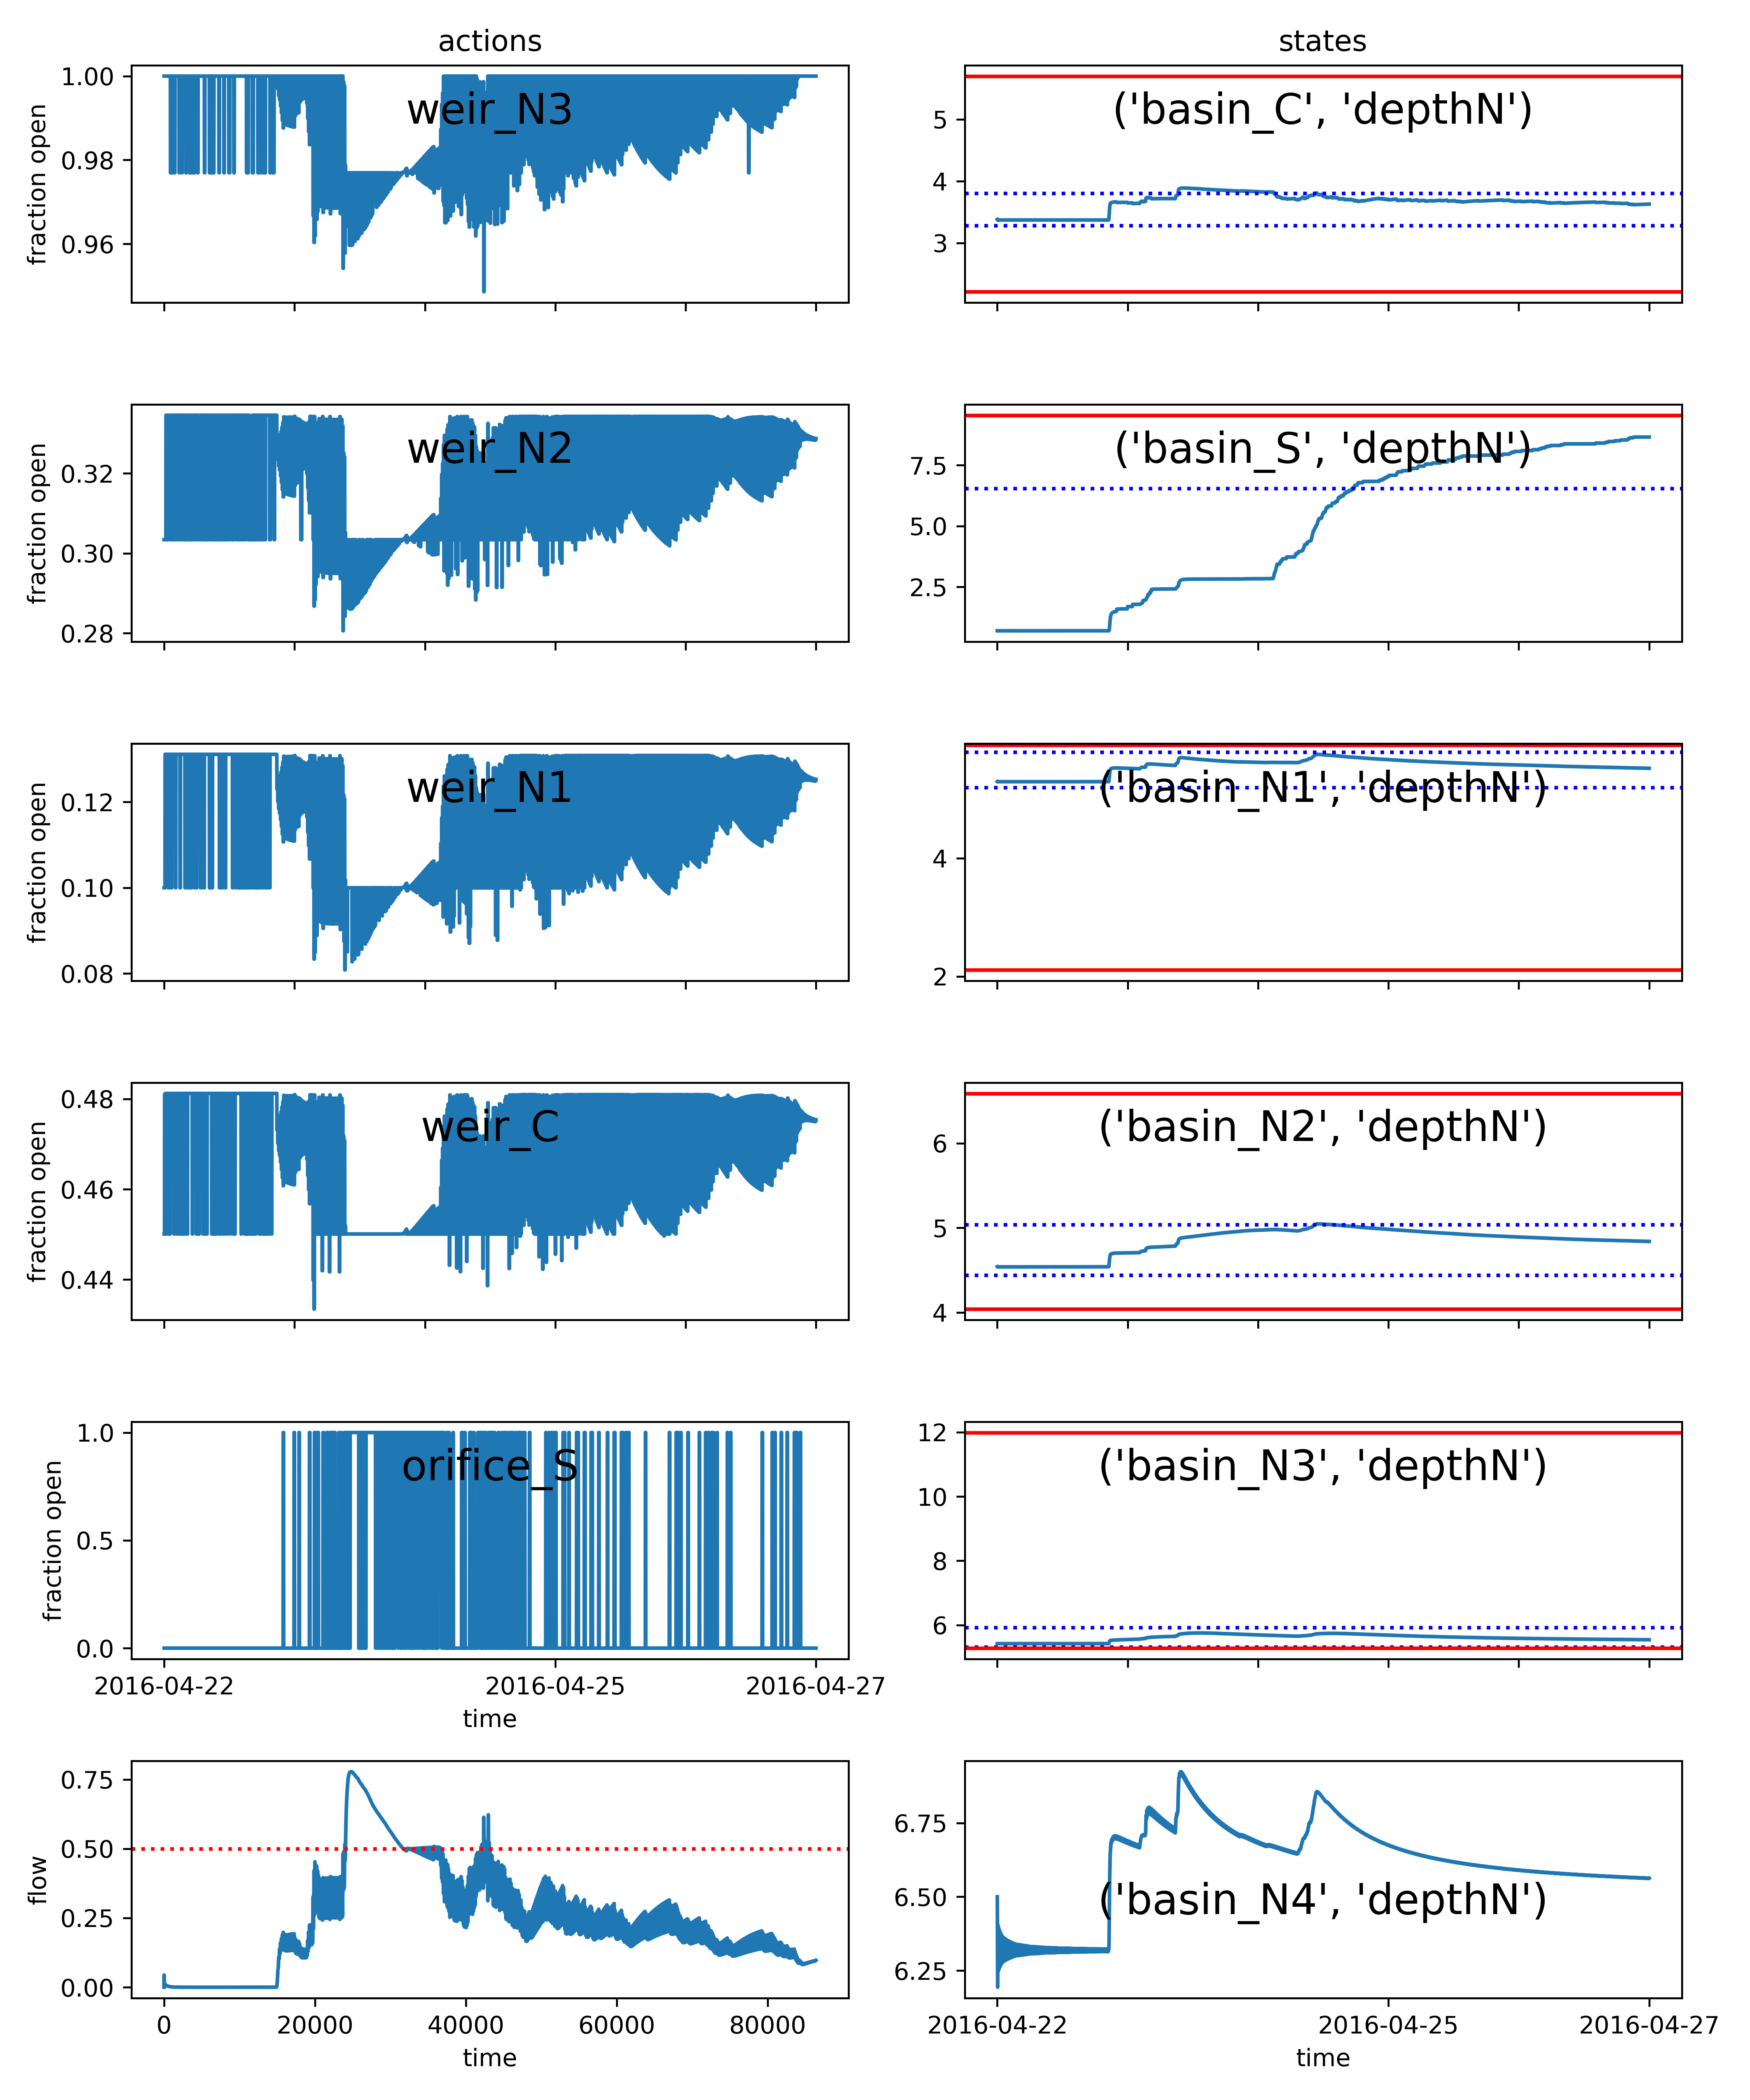 actions
states
1.00
0.98
0.96
fraction open
weir_N3
5
4
3
('basin_C', 'depthN')
0.32
0.30
0.28
fraction open
weir_N2
7.5
5.0
2.5
('basin_S', 'depthN')
0.12
0.10
0.08
fraction open
weir_N1
4
2
('basin_N1', 'depthN')
0.48
0.46
0.44
fraction open
weir_C
6
5
4
('basin_N2', 'depthN')
1.0
0.5
0.0
fraction open
orifice_S
2016-04-22 2016-04-25 2016-04-27
time
12
10
8
6
('basin_N3', 'depthN')
0.75
0.50
0.25
0.00
flow
0 20000 40000 60000 80000
time
6.75
6.50
6.25
('basin_N4', 'depthN')
2016-04-22 2016-04-25 2016-04-27
time